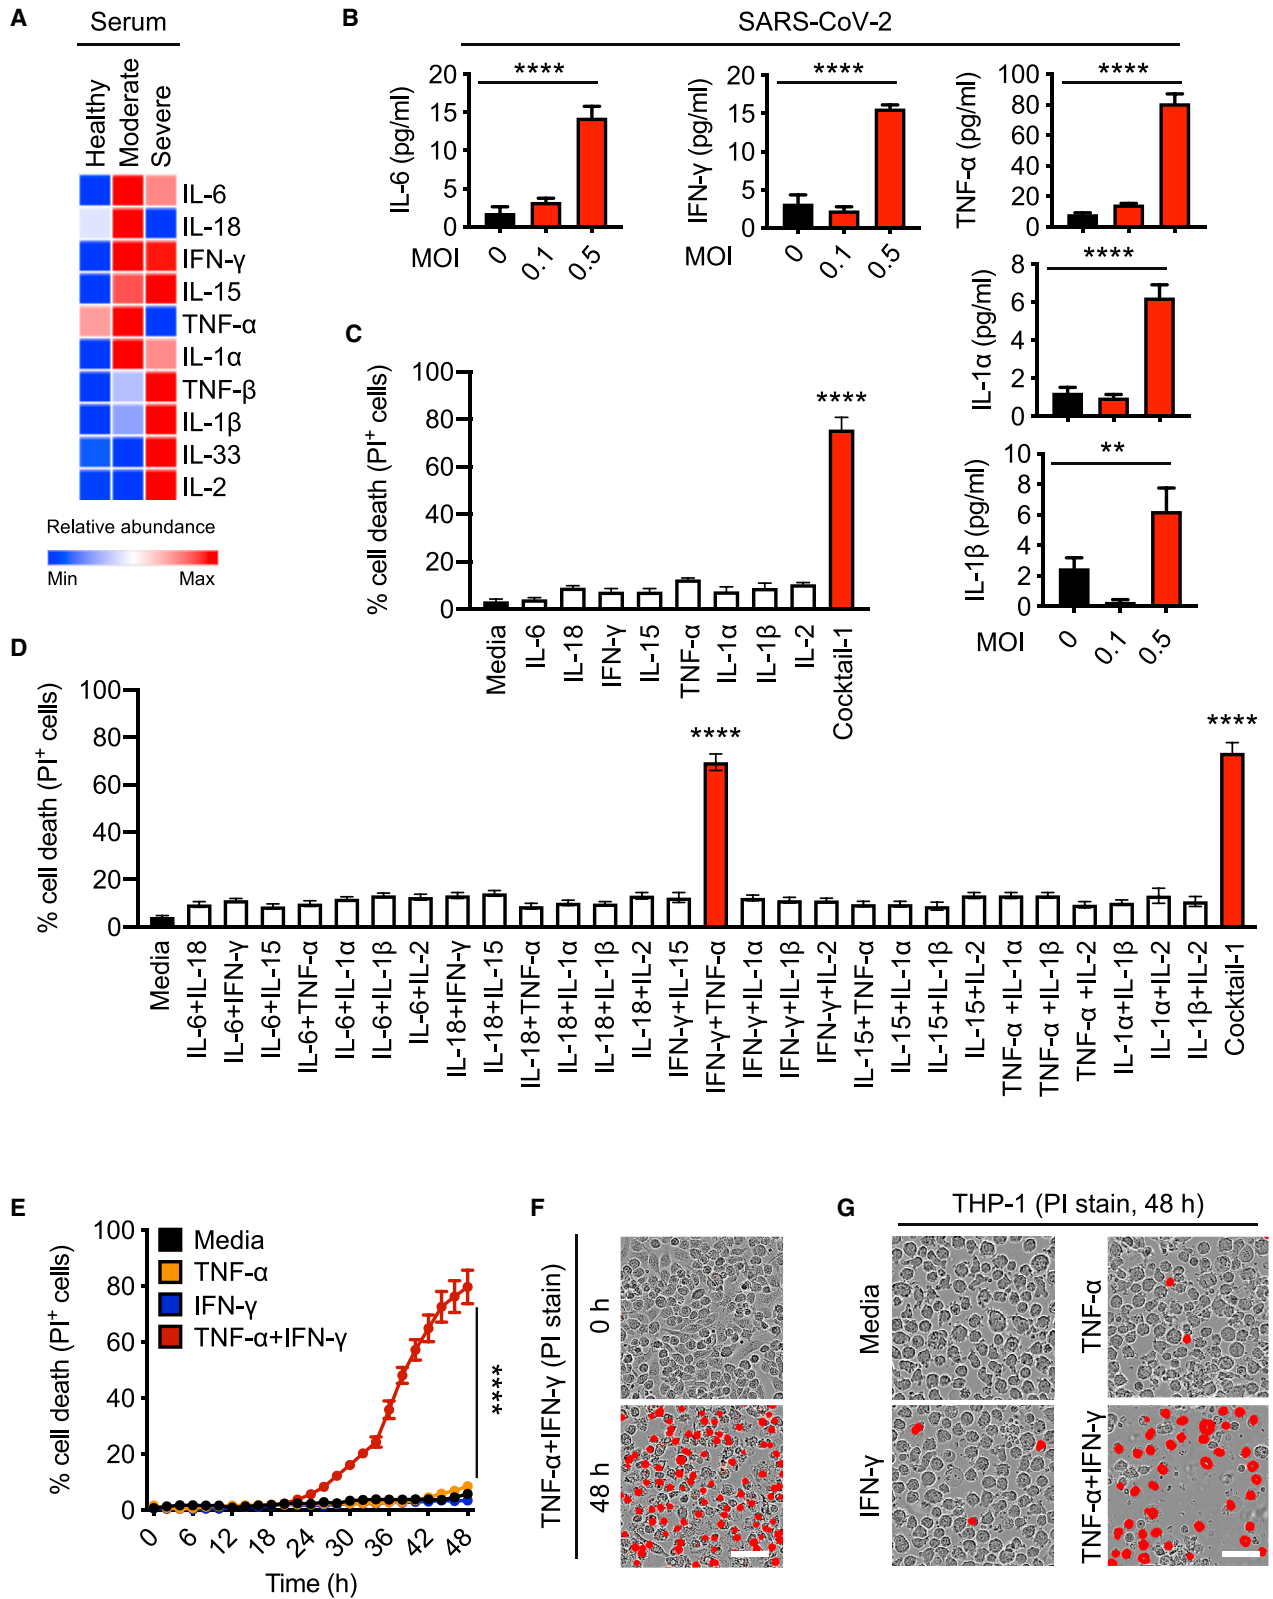 A
Serum
Healthy
Moderate
Severe
IL-6
IL-18
IFN-γ
IL-15
TNF-α
IL-1α
TNF-β
IL-1β
IL-33
IL-2
Relative abundance
Min Max
B
SARS-CoV-2
IL-6 (pg/ml)
20
15
10
5
0
****
MOI 0 0.1 0.5
IFN-γ (pg/ml)
20
15
10
5
0
****
MOI 0 0.1 0.5
TNF-α (pg/ml)
100
80
60
40
20
0
****
IL-1α (pg/ml)
8
6
4
2
0
****
IL-1β (pg/ml)
10
8
6
4
2
0
**
MOI 0 0.1 0.5
C
% cell death (PI⁺ cells)
100
80
60
40
20
0
****
Media
IL-6
IL-18
IFN-γ
IL-15
TNF-α
IL-1α
IL-1β
IL-2
Cocktail-1
D
% cell death (PI⁺ cells)
100
80
60
40
20
0
****
****
Media
IL-6+IL-18
IL-6+IFN-γ
IL-6+IL-15
IL-6+TNF-α
IL-6+IL-1α
IL-6+IL-1β
IL-6+IL-2
IL-18+IFN-γ
IL-18+IL-15
IL-18+TNF-α
IL-18+IL-1α
IL-18+IL-1β
IL-18+IL-2
IFN-γ+IL-15
IFN-γ+TNF-α
IFN-γ+IL-1α
IFN-γ+IL-1β
IFN-γ+IL-2
IL-15+TNF-α
IL-15+IL-1α
IL-15+IL-1β
IL-15+IL-2
TNF-α +IL-1α
TNF-α +IL-1β
TNF-α +IL-2
IL-1α+IL-1β
IL-1α+IL-2
IL-1β+IL-2
Cocktail-1
E
% cell death (PI⁺ cells)
100
80
60
40
20
0
Media
TNF-α
IFN-γ
TNF-α+IFN-γ
****
0 6 12 18 24 30 36 42 48
Time (h)
F
TNF-α+IFN-γ (PI stain)
0 h
48 h
G
THP-1 (PI stain, 48 h)
Media
TNF-α
IFN-γ
TNF-α+IFN-γ